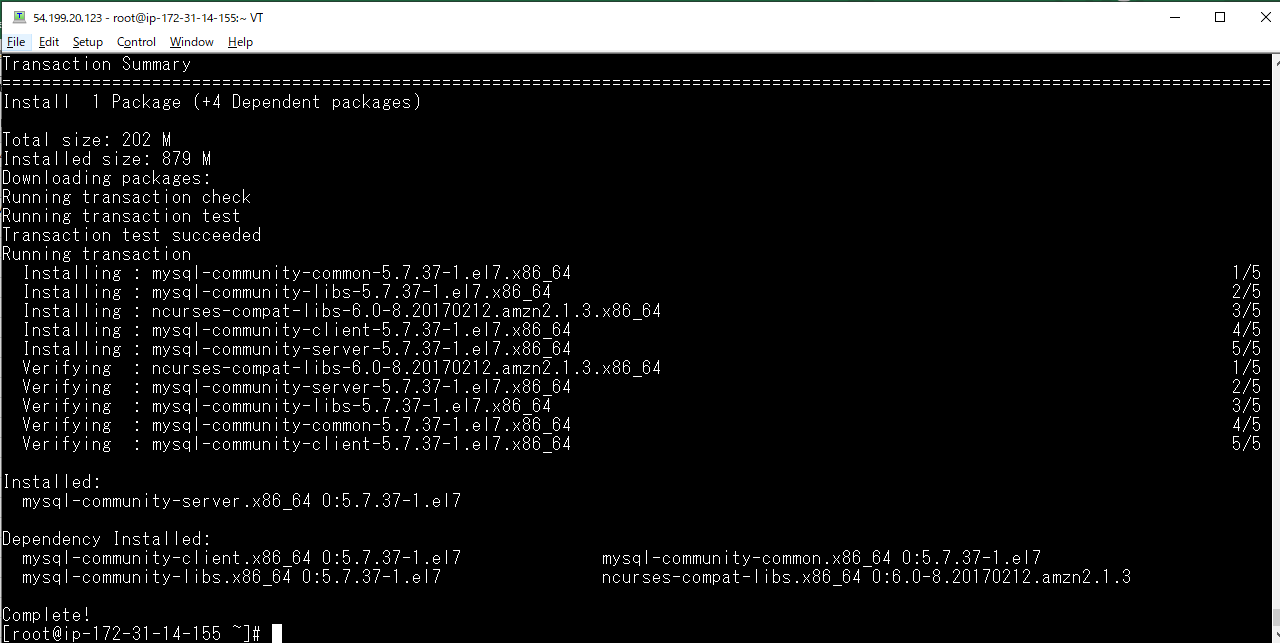 54.199.20.123 - root@ip-172-31-14-155:~ VT
File Edit Setup Control Window Help
Transaction Summary
================================================================================================================================
Install  1 Package (+4 Dependent packages)
Total size: 202 M
Installed size: 879 M
Downloading packages:
Running transaction check
Running transaction test
Transaction test succeeded
Running transaction
  Installing : mysql-community-common-5.7.37-1.el7.x86_64 1/5
  Installing : mysql-community-libs-5.7.37-1.el7.x86_64 2/5
  Installing : ncurses-compat-libs-6.0-8.20170212.amzn2.1.3.x86_64 3/5
  Installing : mysql-community-client-5.7.37-1.el7.x86_64 4/5
  Installing : mysql-community-server-5.7.37-1.el7.x86_64 5/5
  Verifying  : ncurses-compat-libs-6.0-8.20170212.amzn2.1.3.x86_64 1/5
  Verifying  : mysql-community-server-5.7.37-1.el7.x86_64 2/5
  Verifying  : mysql-community-libs-5.7.37-1.el7.x86_64 3/5
  Verifying  : mysql-community-common-5.7.37-1.el7.x86_64 4/5
  Verifying  : mysql-community-client-5.7.37-1.el7.x86_64 5/5
Installed:
  mysql-community-server.x86_64 0:5.7.37-1.el7
Dependency Installed:
  mysql-community-client.x86_64 0:5.7.37-1.el7 mysql-community-common.x86_64 0:5.7.37-1.el7
  mysql-community-libs.x86_64 0:5.7.37-1.el7 ncurses-compat-libs.x86_64 0:6.0-8.20170212.amzn2.1.3
Complete!
[root@ip-172-31-14-155 ~]#